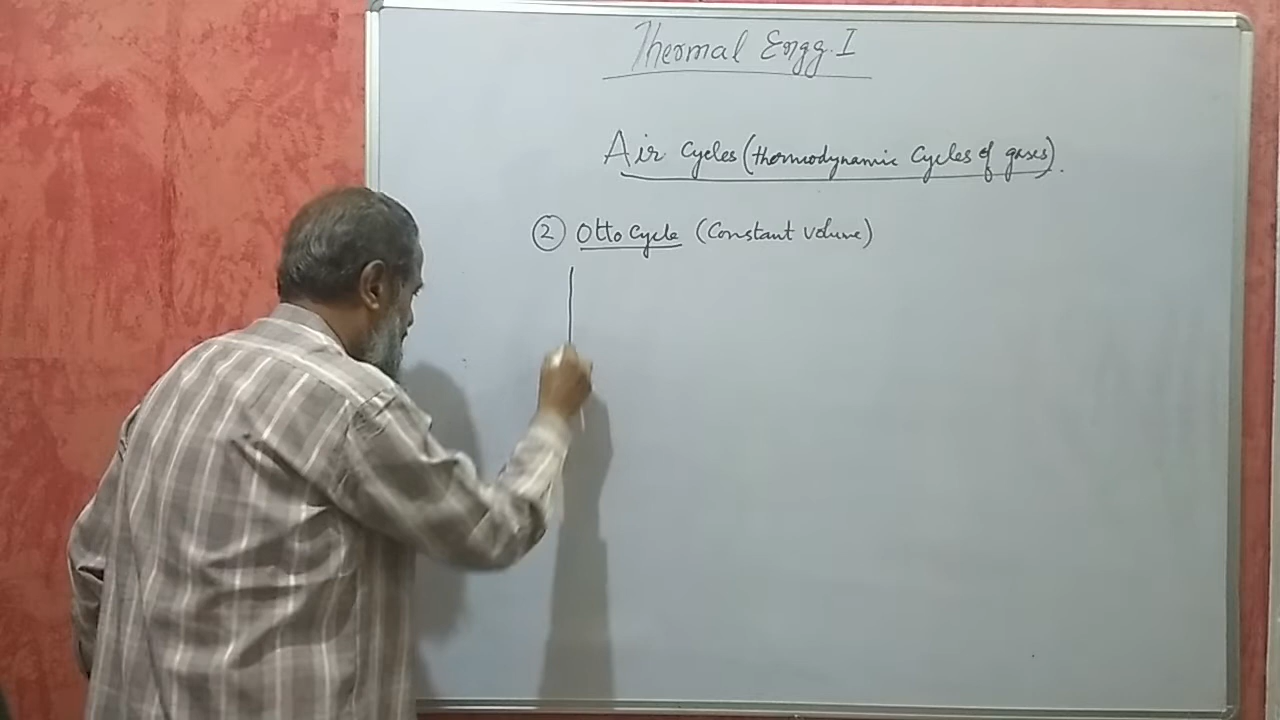 Thermal Engg. I
Air Cycles (thermodynamic Cycles of gases).
② Otto Cycle (Constant volume)